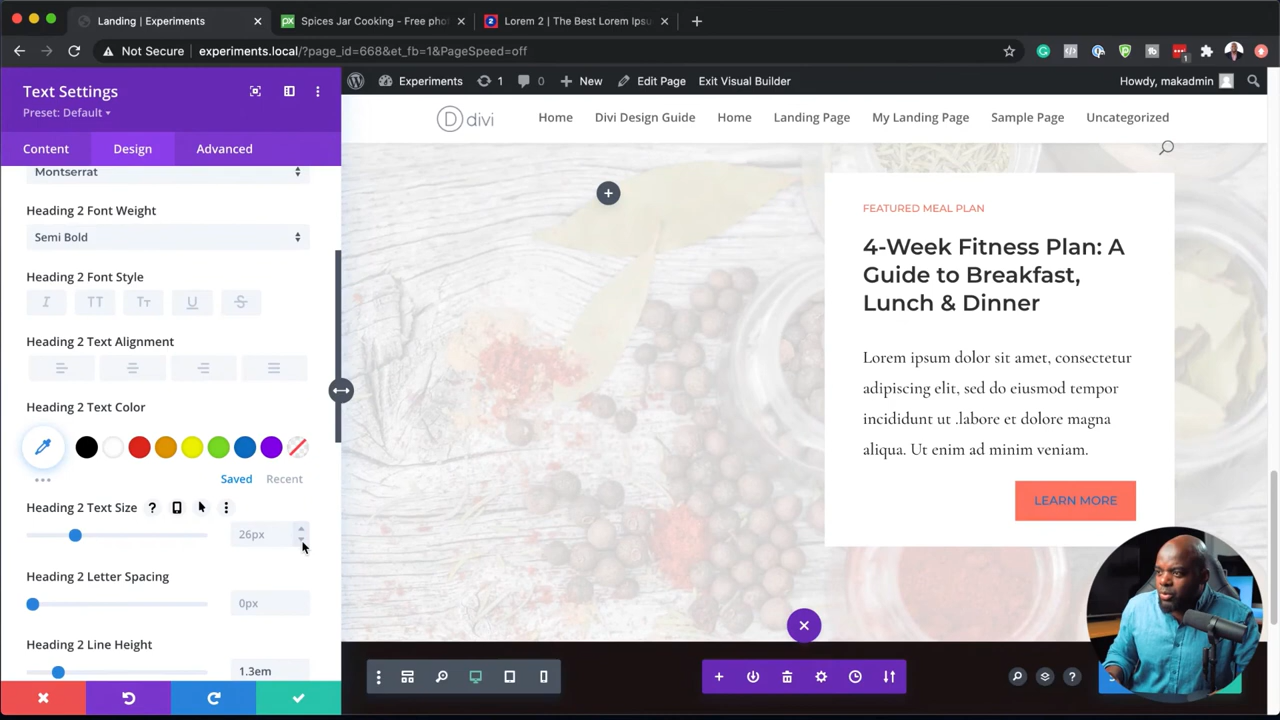 Landing | Experiments
Spices Jar Cooking - Free pho
Lorem 2 | The Best Lorem Ips
Not Secure
experiments.local/?page_id=668&et_fb=1&PageSpeed=off
Text Settings
Preset: Default
Experiments
1
0
New
Edit Page
Exit Visual Builder
Howdy, makadmin
D divi
Home
Divi Design Guide
Home
Landing Page
My Landing Page
Sample Page
Uncategorized
Content
Design
Advanced
Montserrat
Heading 2 Font Weight
Semi Bold
Heading 2 Font Style
I
TT
TT
U
S
Heading 2 Text Alignment
Heading 2 Text Color
Saved
Recent
Heading 2 Text Size
?
26px
Heading 2 Letter Spacing
0px
Heading 2 Line Height
1.3em
FEATURED MEAL PLAN
4-Week Fitness Plan: A
Guide to Breakfast,
Lunch & Dinner
Lorem ipsum dolor sit amet, consectetur
adipiscing elit, sed do eiusmod tempor
incididunt ut .labore et dolore magna
aliqua. Ut enim ad minim veniam.
LEARN MORE
?